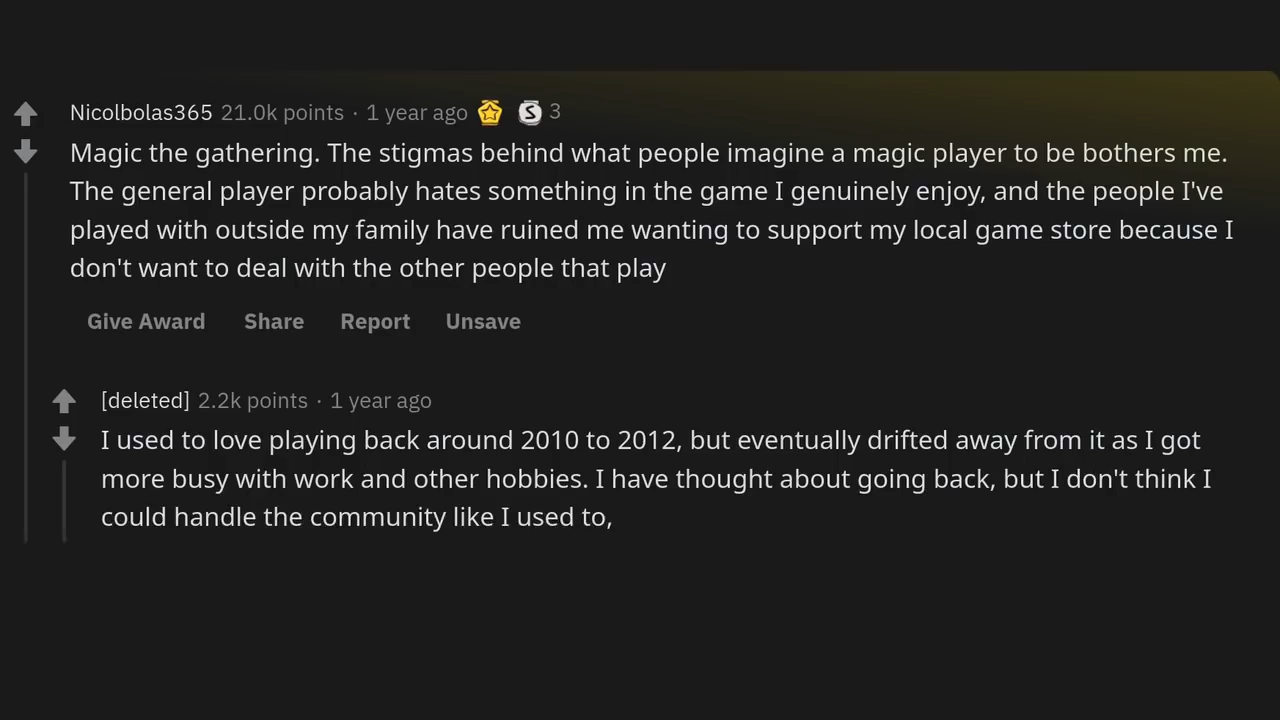 Nicolbolas365 21.0k points · 1 year ago S 3
Magic the gathering. The stigmas behind what people imagine a magic player to be bothers me.
The general player probably hates something in the game I genuinely enjoy, and the people I've
played with outside my family have ruined me wanting to support my local game store because I
don't want to deal with the other people that play
Give Award Share Report Unsave
[deleted] 2.2k points · 1 year ago
I used to love playing back around 2010 to 2012, but eventually drifted away from it as I got
more busy with work and other hobbies. I have thought about going back, but I don't think I
could handle the community like I used to,